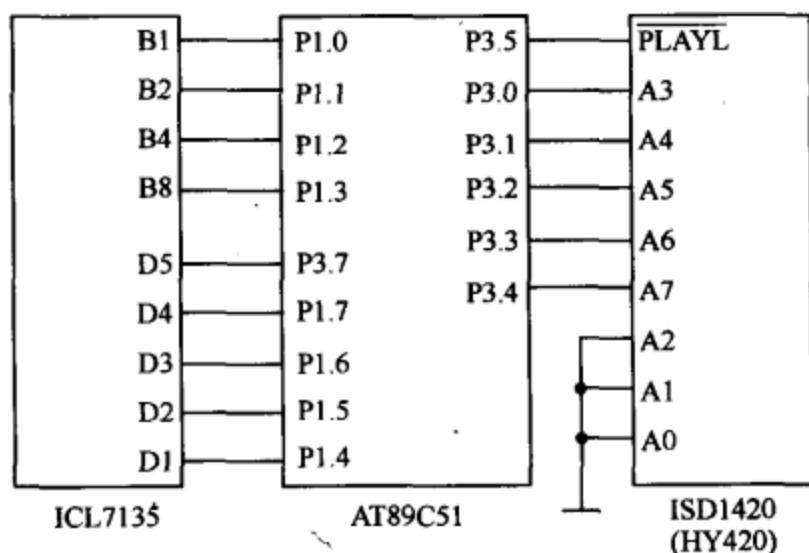 B1 P1.0 P3.5 PLAYL
B2 P1.1 P3.0 A3
B4 P1.2 P3.1 A4
B8 P1.3 P3.2 A5
P3.3 A6
D5 P3.7
P3.4 A7
D4 P1.7
A2
D3 P1.6
A1
D2 P1.5
A0
D1 P1.4
ICL7135 AT89C51 ISD1420
(HY420)